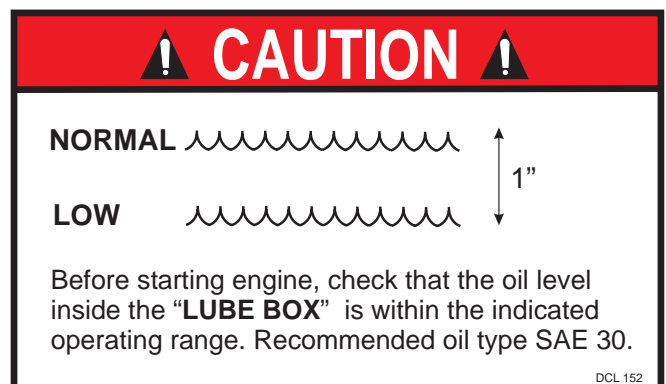 CAUTION
NORMAL
1”
LOW
Before starting engine, check that the oil level
inside the “LUBE BOX” is within the indicated
operating range. Recommended oil type SAE 30.
DCL 152